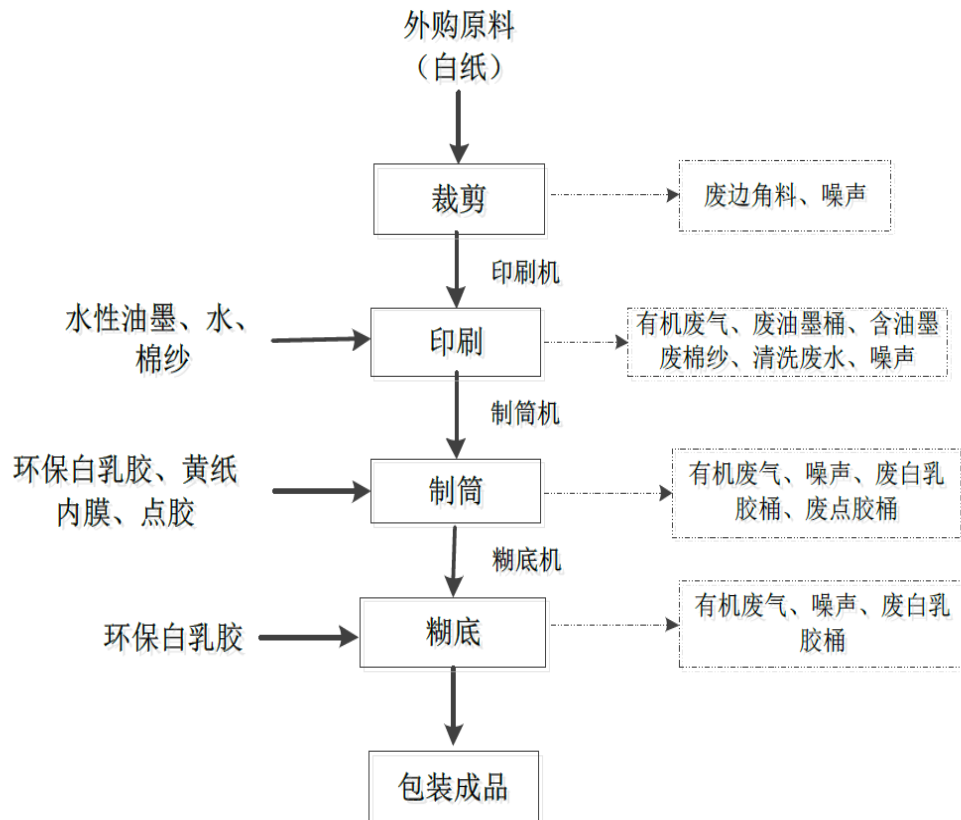 外购原料
（白纸）
裁剪
废边角料、噪声
印刷机
水性油墨、水、
棉纱
印刷
有机废气、废油墨桶、含油墨
废棉纱、清洗废水、噪声
制筒机
环保白乳胶、黄纸
内膜、点胶
制筒
有机废气、噪声、废白乳
胶桶、废点胶桶
糊底机
环保白乳胶
糊底
有机废气、噪声、废白乳
胶桶
包装成品